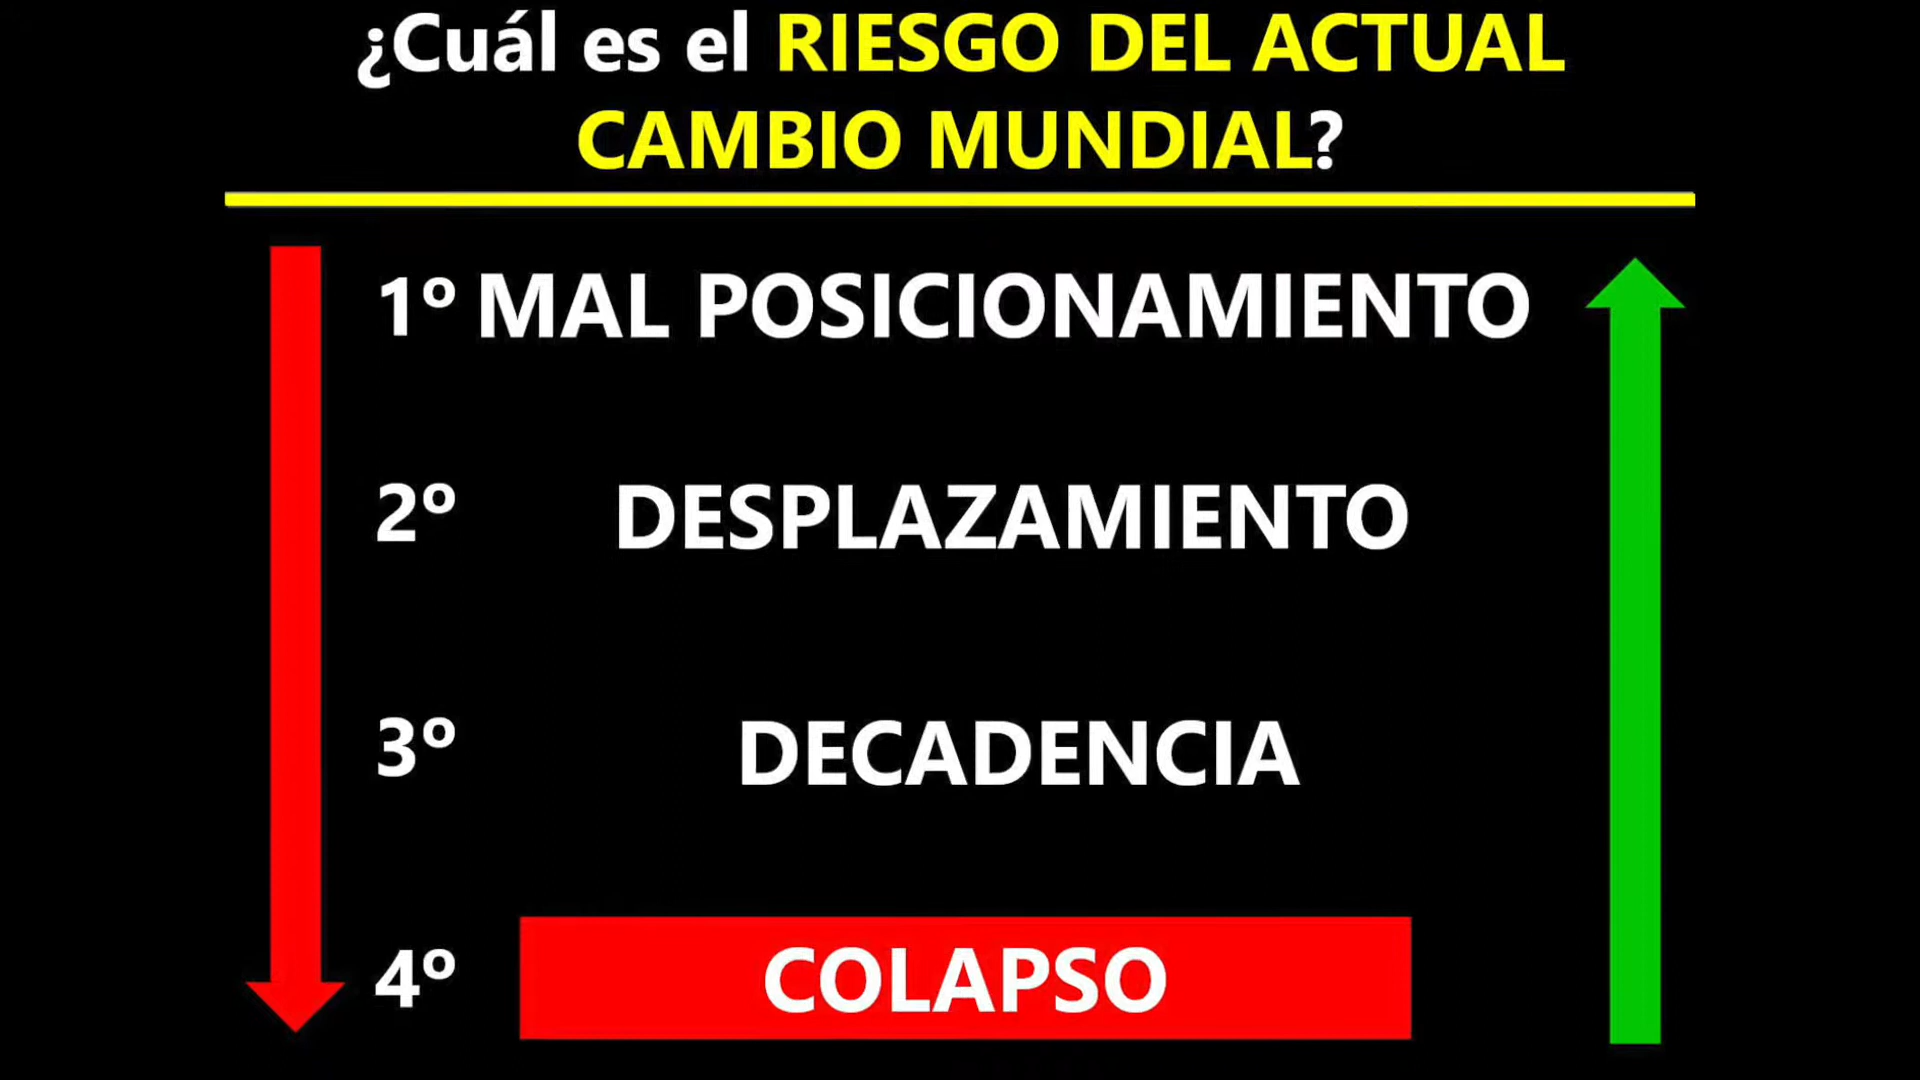 ¿Cuál es el RIESGO DEL ACTUAL
CAMBIO MUNDIAL?
1º MAL POSICIONAMIENTO
2º DESPLAZAMIENTO
3º DECADENCIA
4º COLAPSO